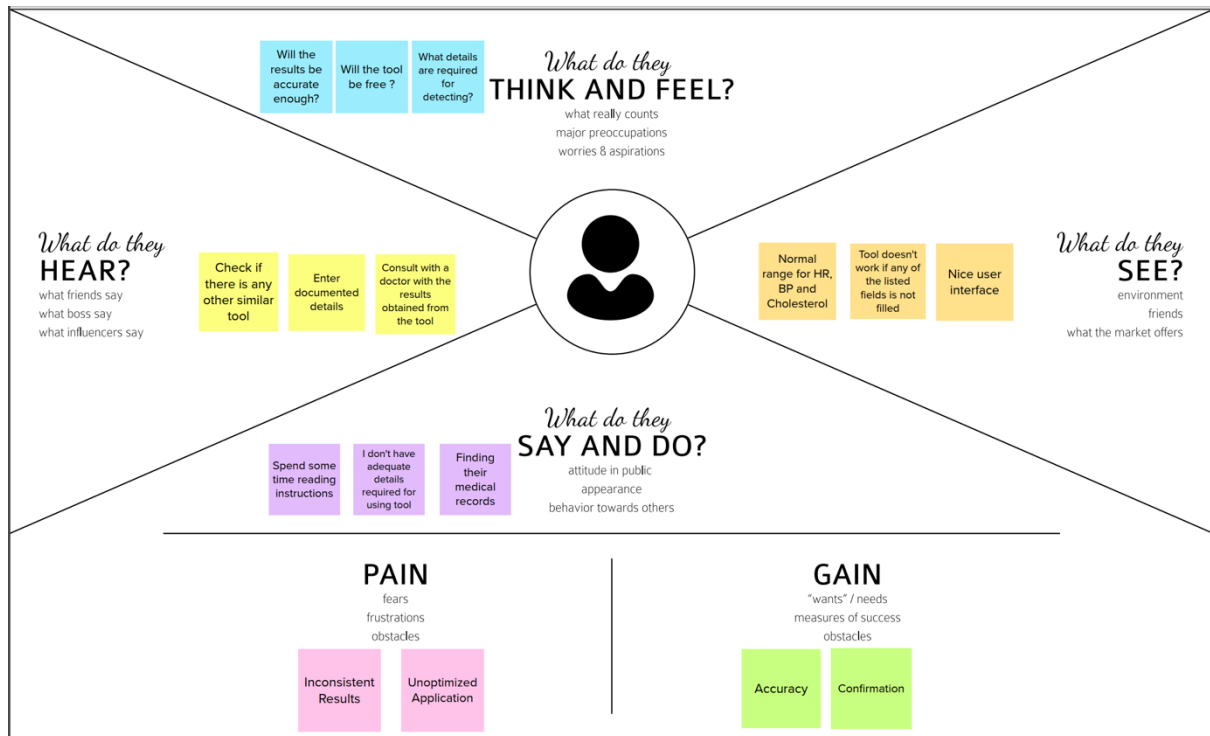 Will the
results be
accurate
enough?
Will the tool
be free ?
What details
are required
for
detecting?
What do they
THINK AND FEEL?
what really counts
major preoccupations
worries & aspirations
What do they
HEAR?
what friends say
what boss say
what influencers say
Check if
there is any
other similar
tool
Enter
documented
details
Consult with a
doctor with the
results
obtained from
the tool
Normal
range for HR,
BP and
Cholesterol
Tool doesn't
work if any of
the listed
fields is not
filled
Nice user
interface
What do they
SEE?
environment
friends
what the market offers
What do they
SAY AND DO?
attitude in public
appearance
behavior towards others
Spend some
time reading
instructions
I don't have
adequate
details
required for
using tool
Finding
their
medical
records
PAIN
fears
frustrations
obstacles
Inconsistent
Results
Unoptimized
Application
GAIN
"wants" / needs
measures of success
obstacles
Accuracy
Confirmation